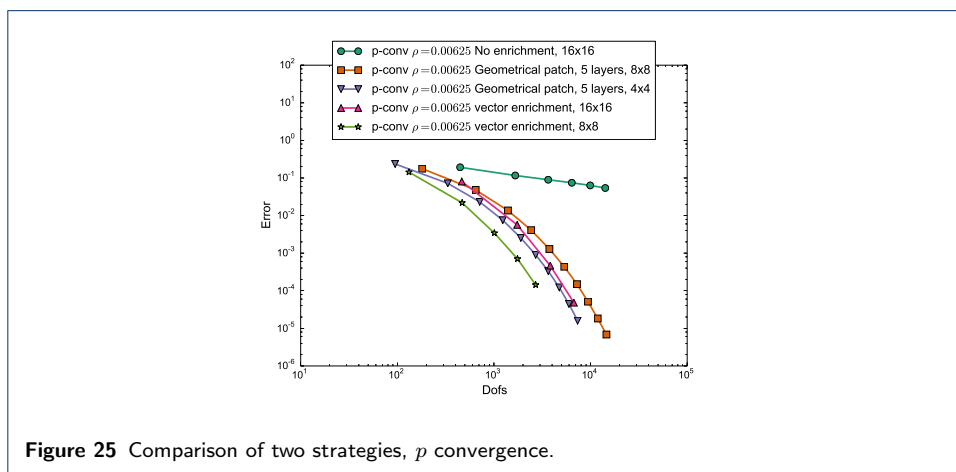 p-conv ρ=0.00625 No enrichment, 16x16
p-conv ρ=0.00625 Geometrical patch, 5 layers, 8x8
p-conv ρ=0.00625 Geometrical patch, 5 layers, 4x4
p-conv ρ=0.00625 vector enrichment, 16x16
p-conv ρ=0.00625 vector enrichment, 8x8
10^2
10^1
10^0
10^-1
10^-2
10^-3
10^-4
10^-5
10^-6
Error
10^1 10^2 10^3 10^4 10^5
Dofs
Figure 25 Comparison of two strategies, p convergence.